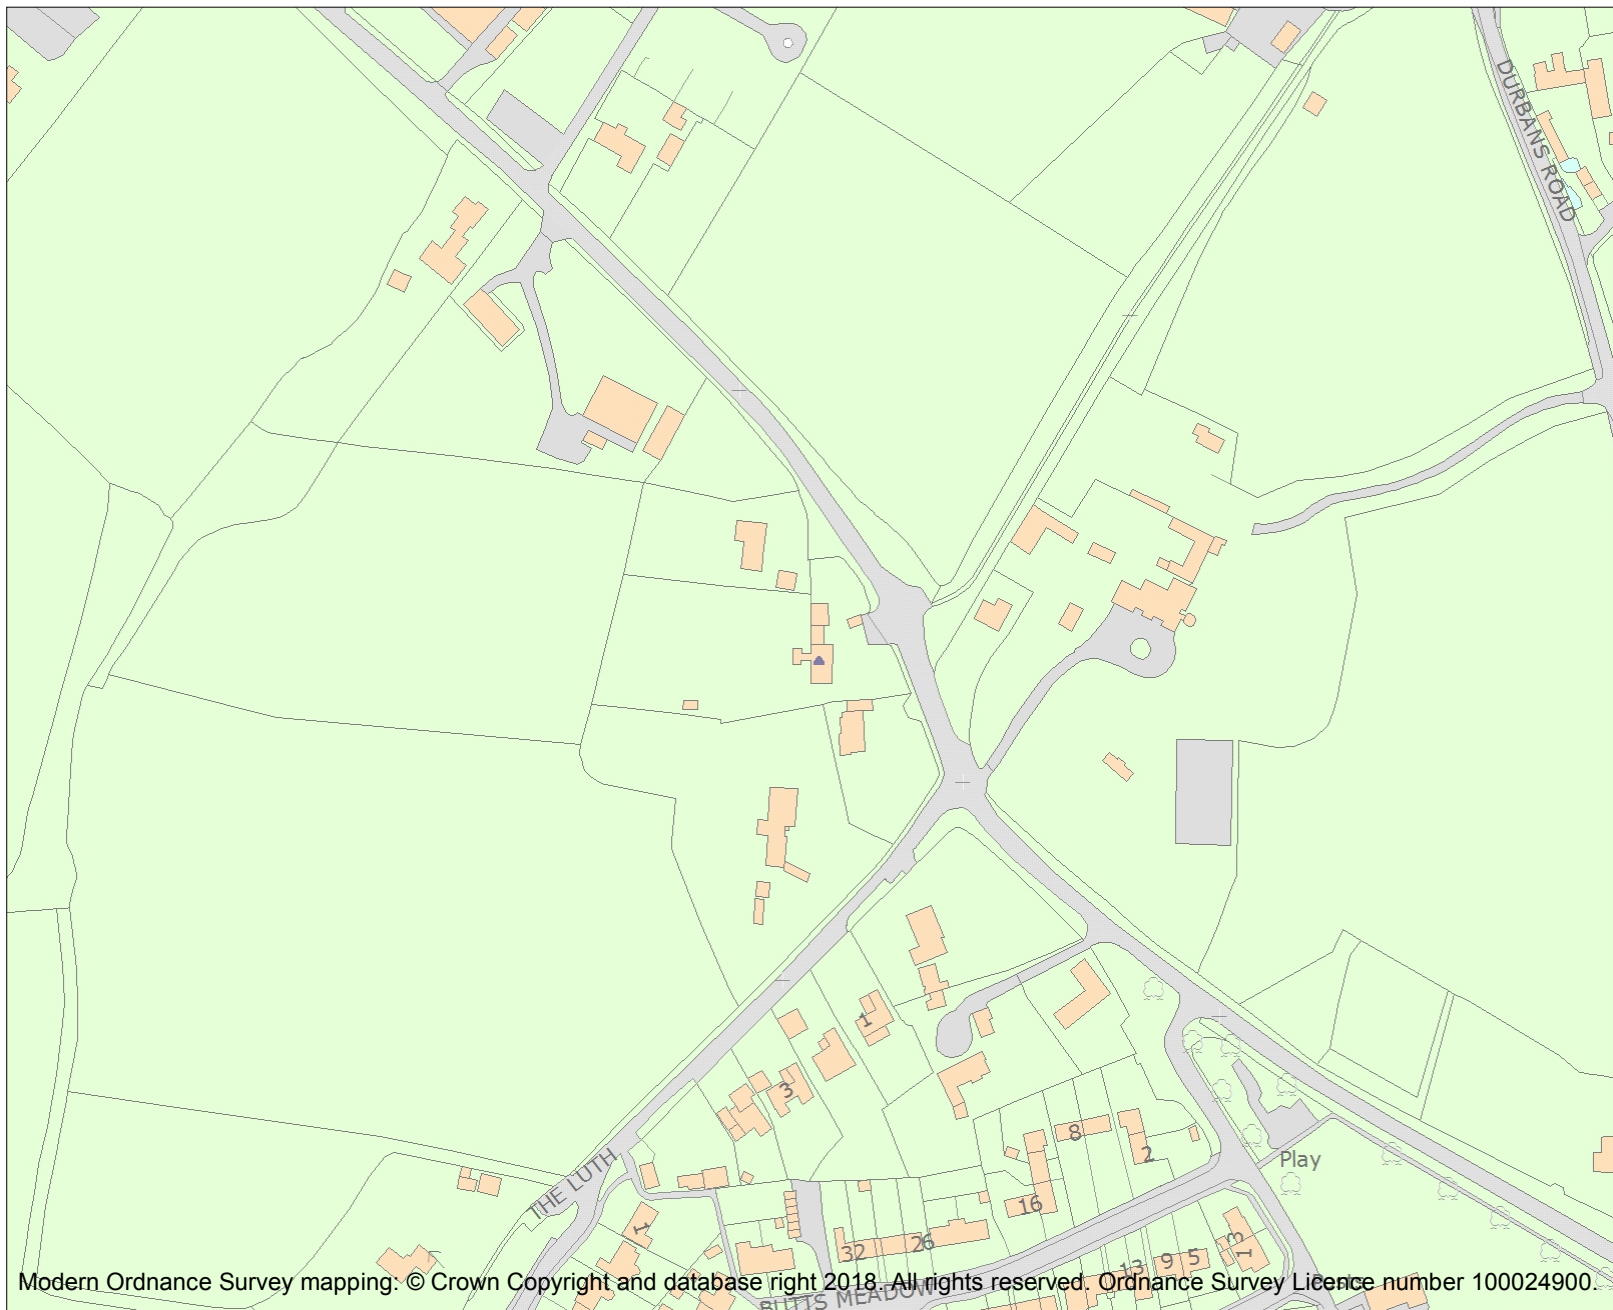 DURBANS ROAD
1
3
8
2
Play
THE LUTH
16
1
32
26
13
1
13
9
5
BUTTS MEADOW
Modern Ordnance Survey mapping: © Crown Copyright and database right 2018. All rights reserved. Ordnance Survey Licence number 100024900.